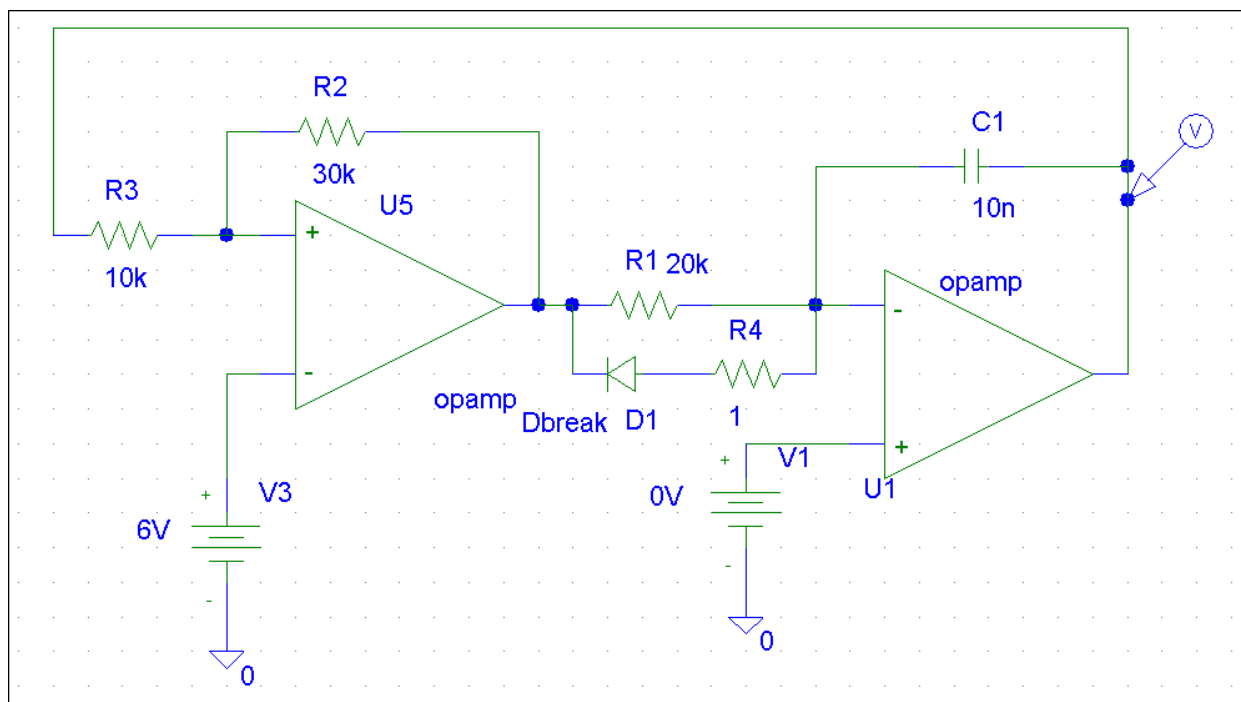 R2
C1
V
30k
R3
U5
10n
+
10k
R1 20k
opamp
-
R4
-
opamp
Dbreak D1
1
+
+
V1
U1
+
V3
0V
6V
-
-
0
0